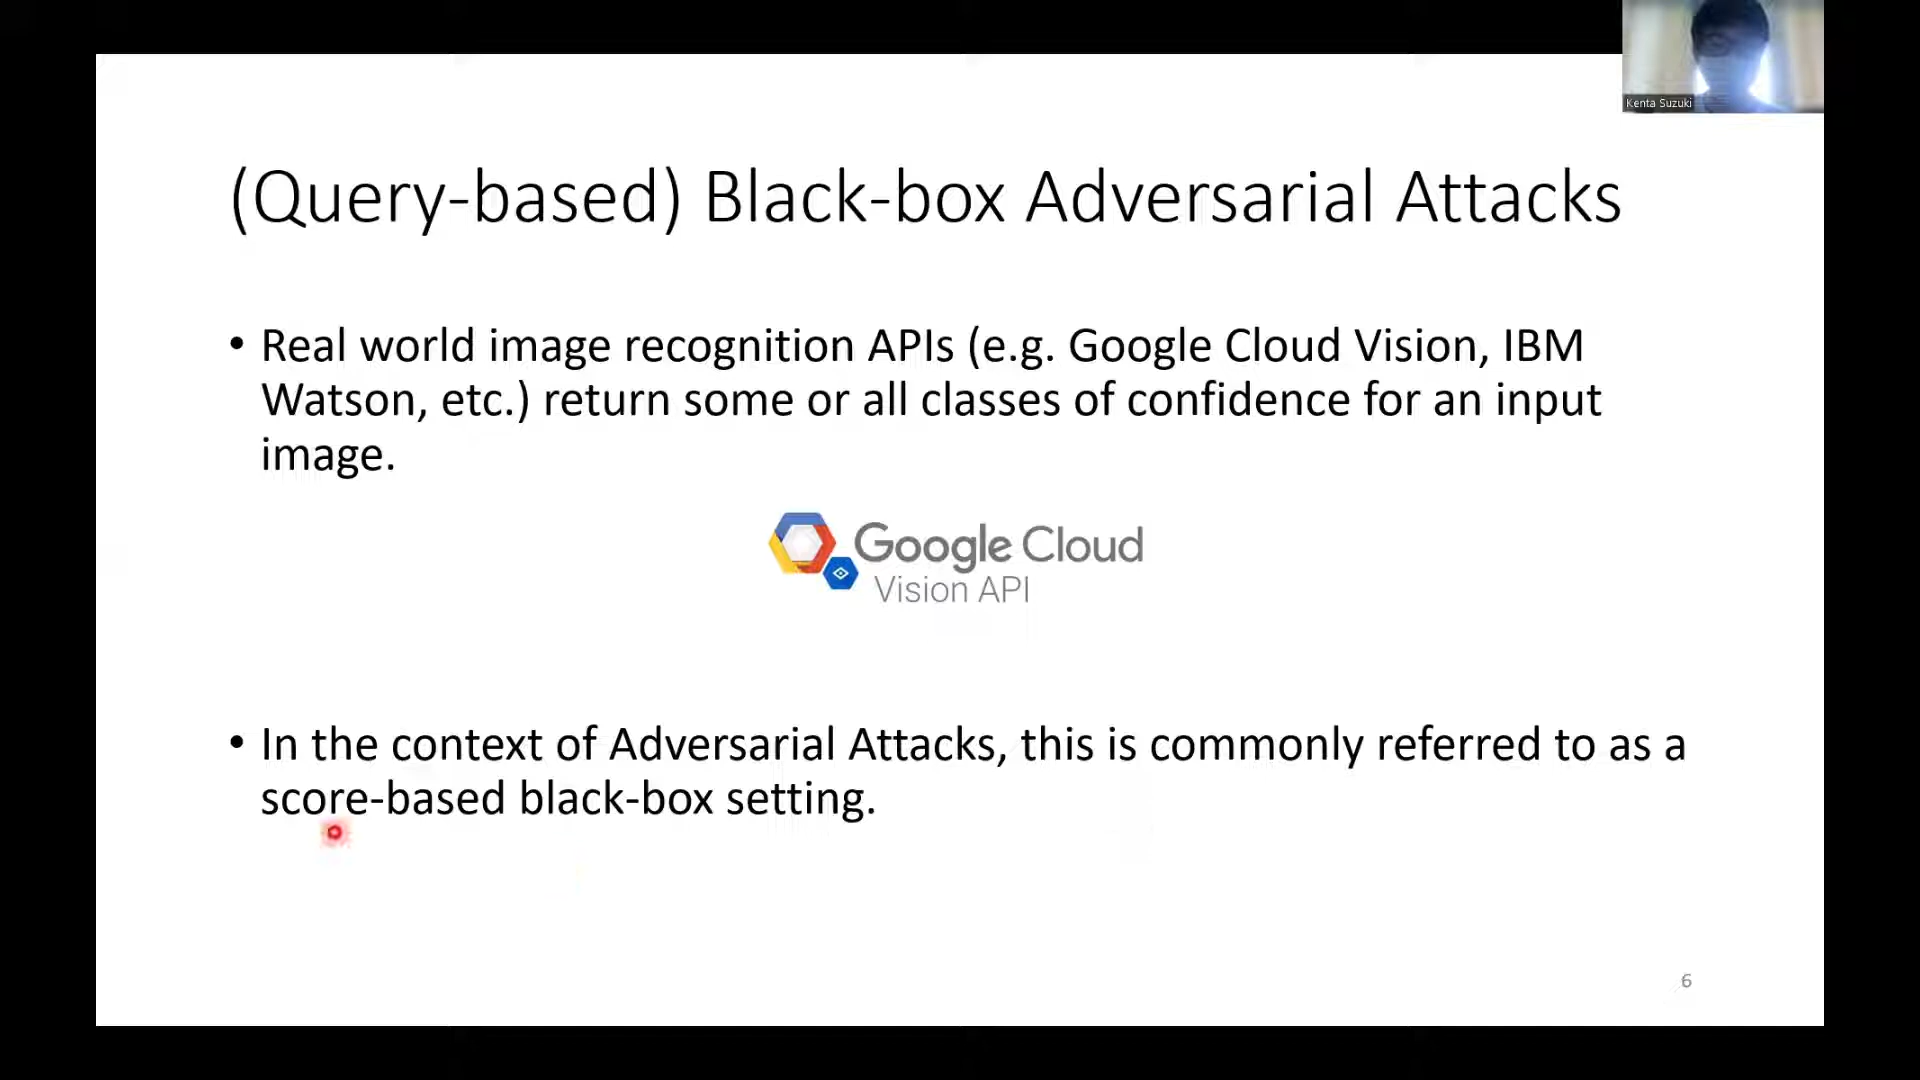 Kenta Suzuki
(Query-based) Black-box Adversarial Attacks
• Real world image recognition APIs (e.g. Google Cloud Vision, IBM
Watson, etc.) return some or all classes of confidence for an input
image.
Google Cloud
Vision API
• In the context of Adversarial Attacks, this is commonly referred to as a
score-based black-box setting.
6